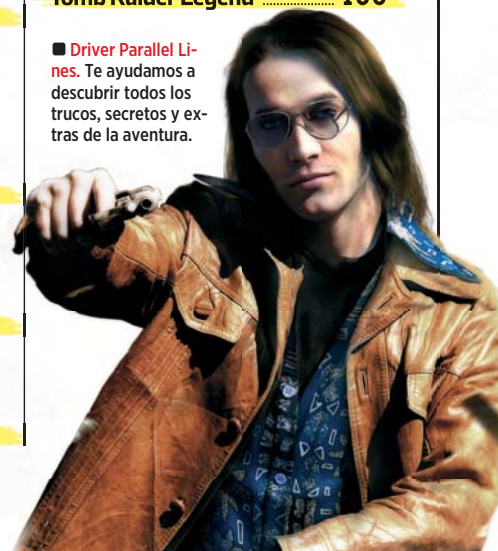 Tomb Raider Legend ...................... 166
■ Driver Parallel Li-
nes. Te ayudamos a
descubrir todos los
trucos, secretos y ex-
tras de la aventura.